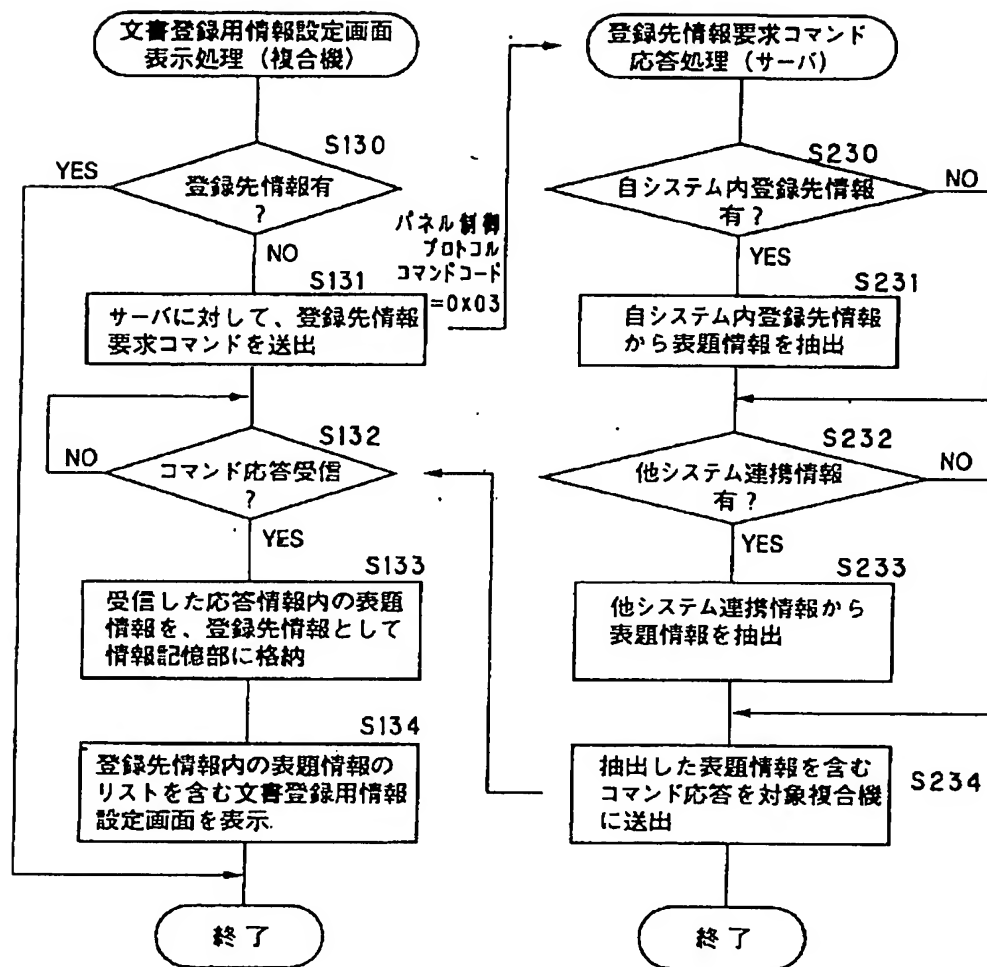 文書登録用情報設定画面
表示処理（複合機）
S130
YES
登録先情報有
？
NO
パネル制御
プロトコル
コマンドコード
=0x03
S131
サーバに対して、登録先情報
要求コマンドを送出
S132
NO
コマンド応答受信
？
YES
S133
受信した応答情報内の表題
情報を、登録先情報として
情報記憶部に格納
S134
登録先情報内の表題情報の
リストを含む文書登録用情報
設定画面を表示
終了
登録先情報要求コマンド
応答処理（サーバ）
S230
自システム内登録先情報
有？
NO
YES
S231
自システム内登録先情報
から表題情報を抽出
S232
他システム連携情報
有？
NO
YES
S233
他システム連携情報から
表題情報を抽出
S234
抽出した表題情報を含む
コマンド応答を対象複合機
に送出
終了